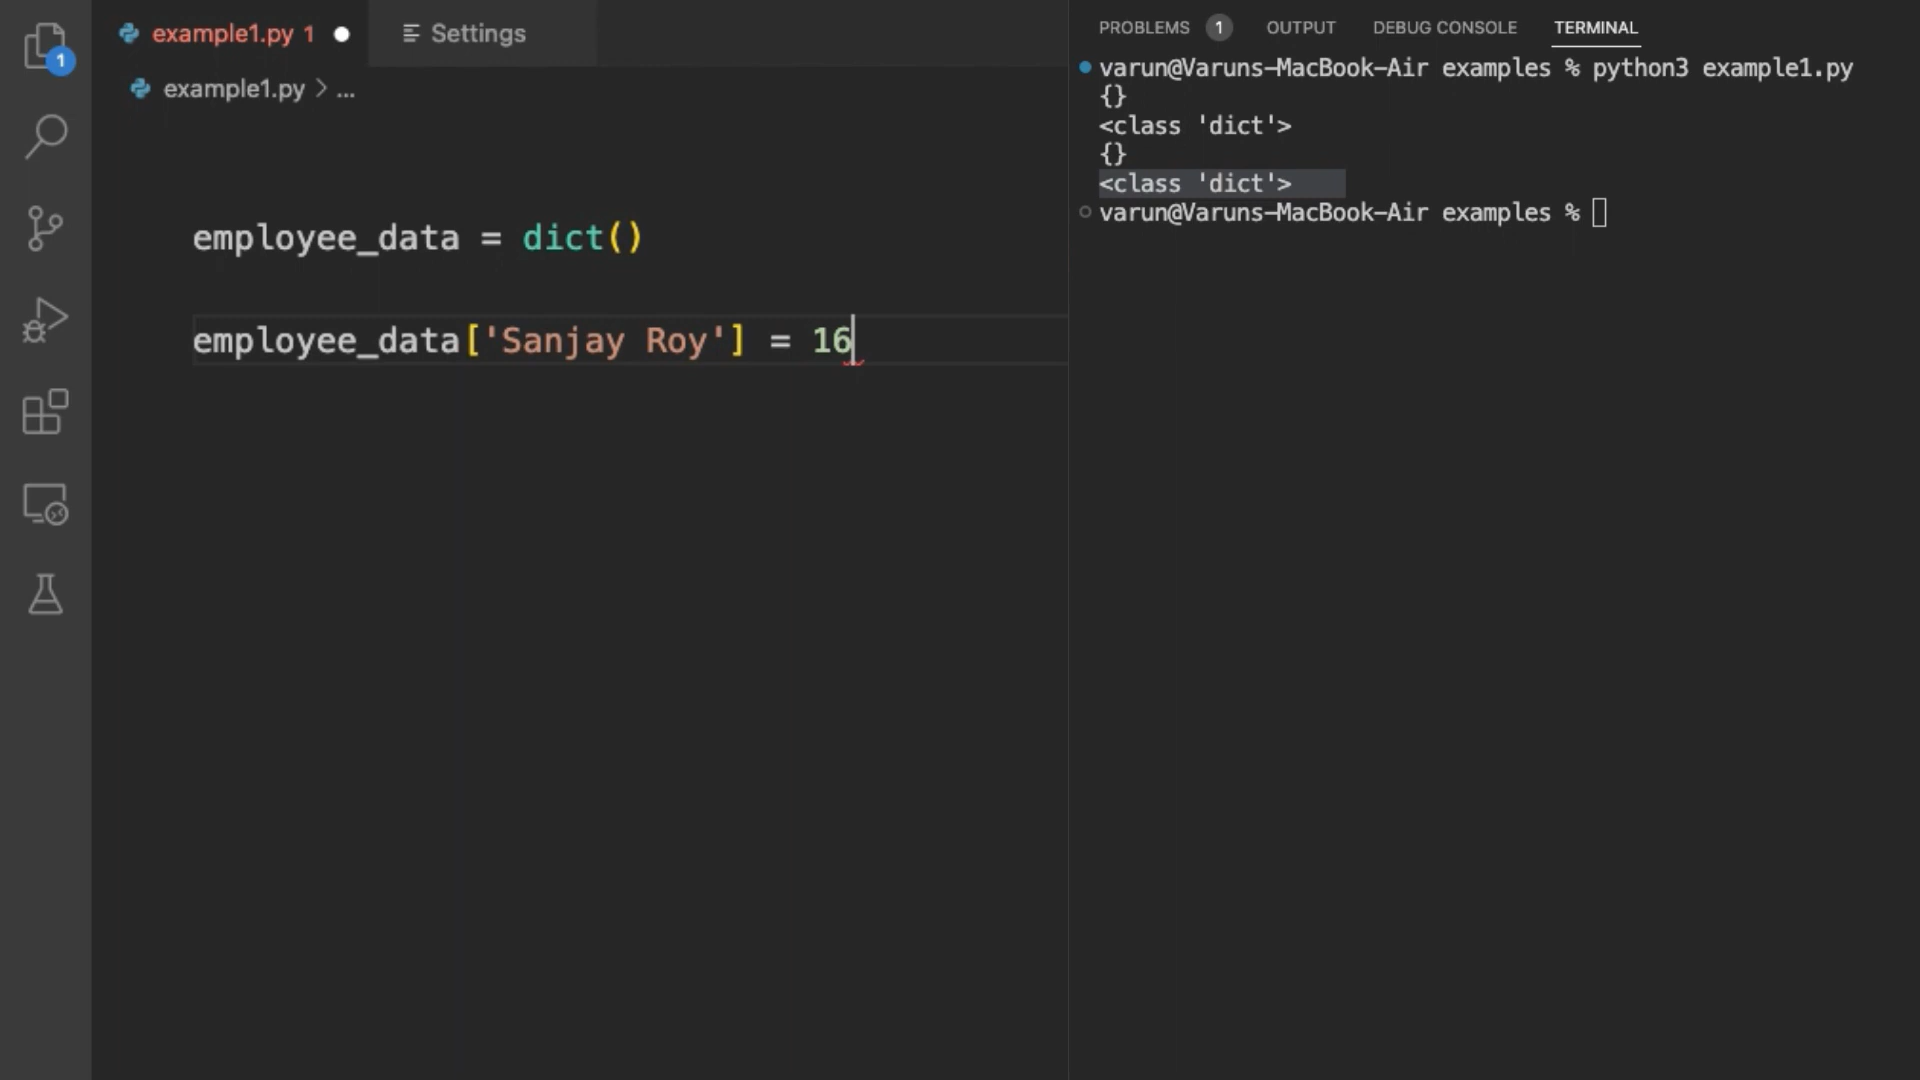 example1.py 1
Settings
1
example1.py > ...
employee_data = dict()
employee_data['Sanjay Roy'] = 16
PROBLEMS 1 OUTPUT DEBUG CONSOLE TERMINAL
varun@Varuns-MacBook-Air examples % python3 example1.py
{}
<class 'dict'>
{}
<class 'dict'>
varun@Varuns-MacBook-Air examples %